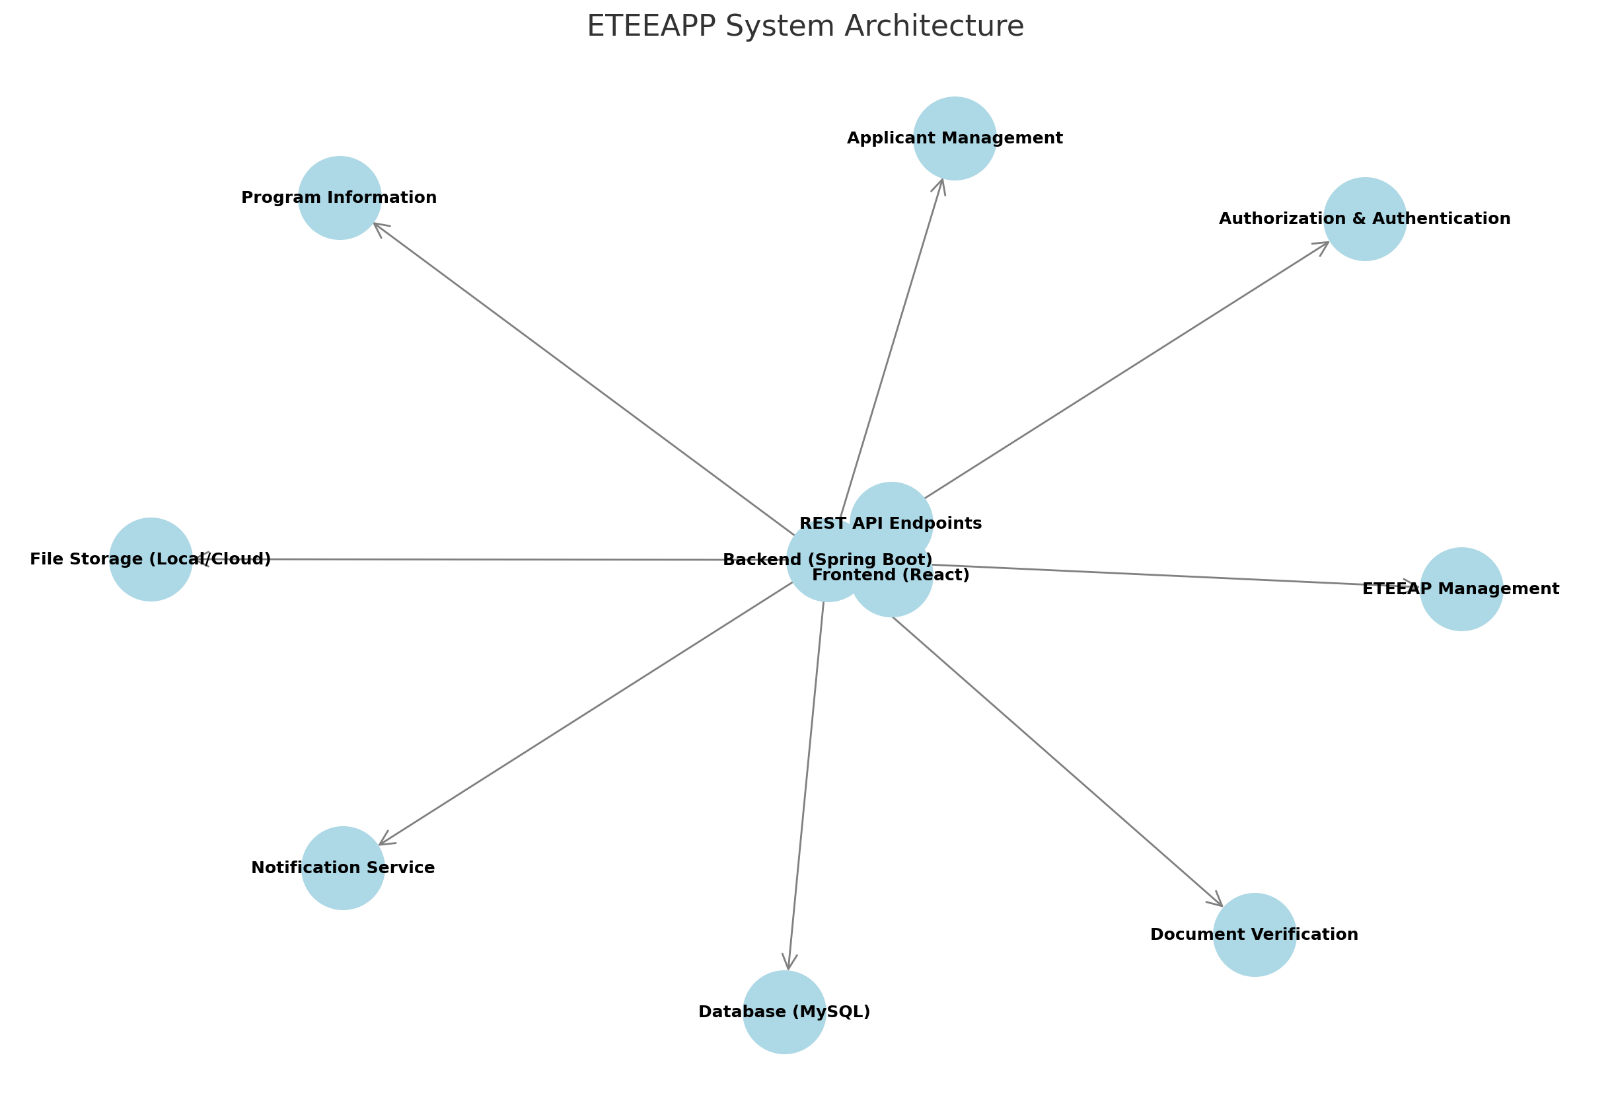 ETEEAPP System Architecture
Applicant Management
Program Information
Authorization & Authentication
REST API Endpoints
File Storage (Local/Cloud)
Backend (Spring Boot)
Frontend (React)
ETEEAP Management
Notification Service
Document Verification
Database (MySQL)